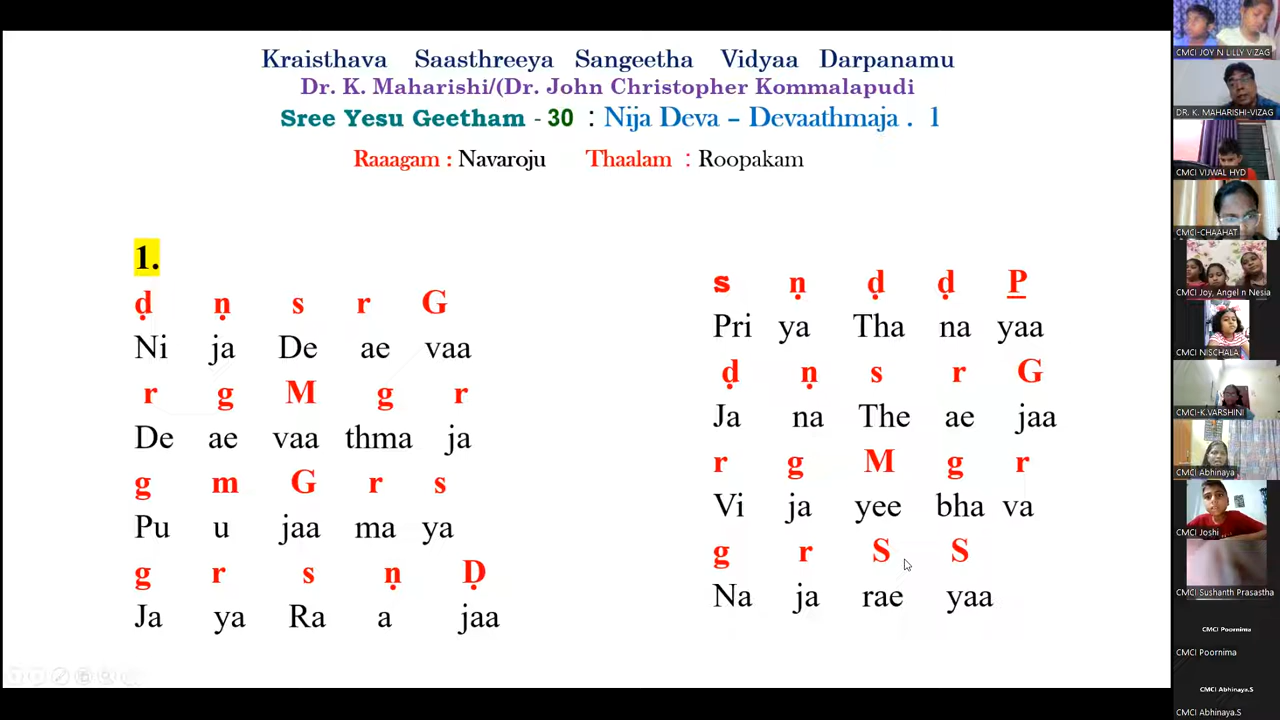 Kraisthava Saasthreeya Sangeetha Vidyaa Darpanamu
Dr. K. Maharishi/(Dr. John Christopher Kommalapudi
Sree Yesu Geetham - 30 : Nija Deva – Devaathmaja . 1
Raaagam : Navaroju Thaalam : Roopakam
1.
ḍ ṇ s r G
Ni ja De ae vaa
r g M g r
De ae vaa thma ja
g m G r s
Pu u jaa ma ya
g r s ṇ Ḍ
Ja ya Ra a jaa
s ṇ ḍ ḍ P
Pri ya Tha na yaa
ḍ ṇ s r G
Ja na The ae jaa
r g M g r
Vi ja yee bha va
g r S S
Na ja rae yaa
CMCI JOY N LILLY VIZAG
DR. K. MAHARISHI-VIZAG
CMCI VIJWAL HYD
CMCI-CHAAHAT
CMCI Joy, Angel n Nesia
CMCI NISCHALA
CMCI-K.VARSHINI
CMCI Abhinaya
CMCI Joshi
CMCI Sushanth Prasastha
CMCI Poornima
CMCI Poornima
CMCI Abhinaya.S
CMCI Abhinaya.S